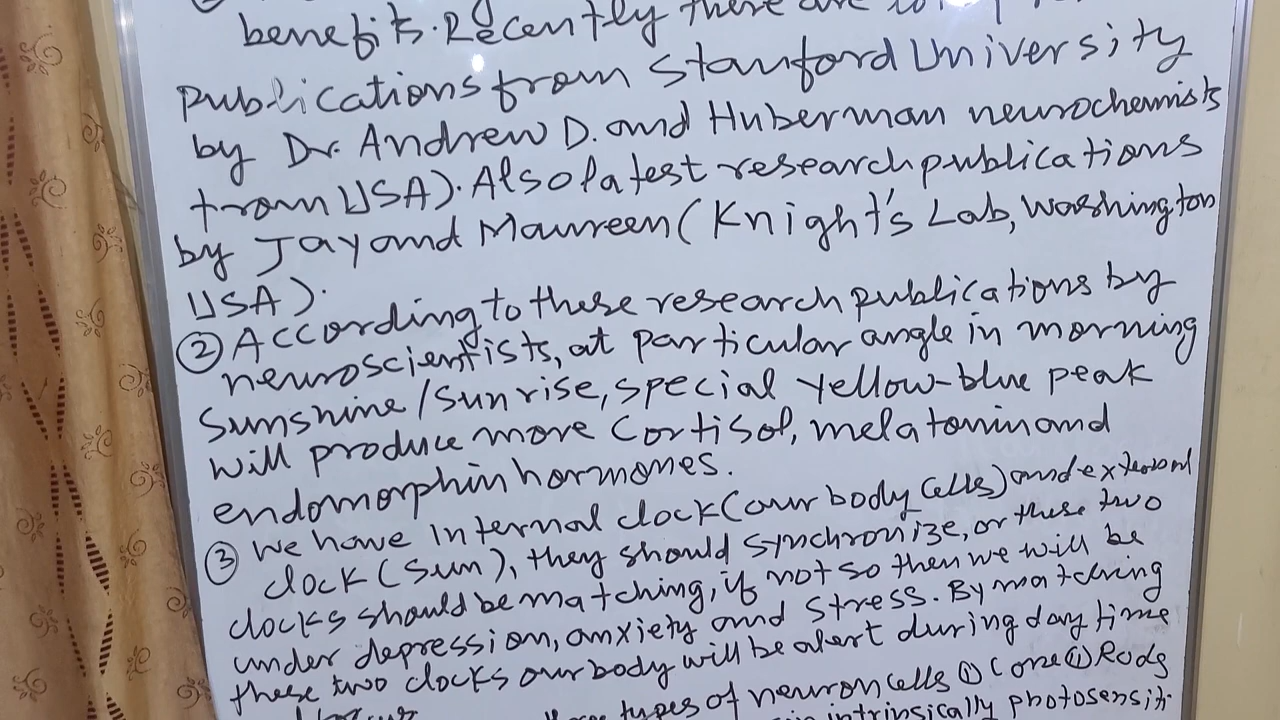 benefits. Recently there are
publications from Stanford University
by Dr. Andrew D. and Huberman neurochemists
from USA). Also latest research publications
by Jay and Maureen (Knight's Lab, Washington
USA).
② According to these research publications by
neuroscientists, at particular angle in morning
Sunshine/Sunrise, special yellow-blue peak
will produce more Cortisol, melatonin and
endomorphin hormones.
③ We have internal clock (our body cells) and external
clock (Sun), they should synchronize, or these two
clocks should be matching, if not so then we will be
under depression, anxiety and stress. By matching
these two clocks our body will be alert during day time
types of neuron cells ① Cone ② Rods
intrinsically photosensiti